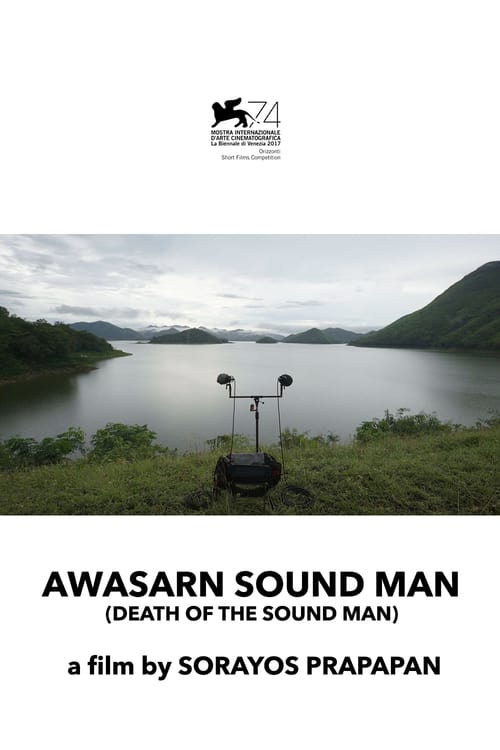 74
MOSTRA INTERNAZIONALE
D'ARTE CINEMATOGRAFICA
La Biennale di Venezia 2017
Orizzonti
Short Films Competition
AWASARN SOUND MAN
(DEATH OF THE SOUND MAN)
a film by SORAYOS PRAPAPAN